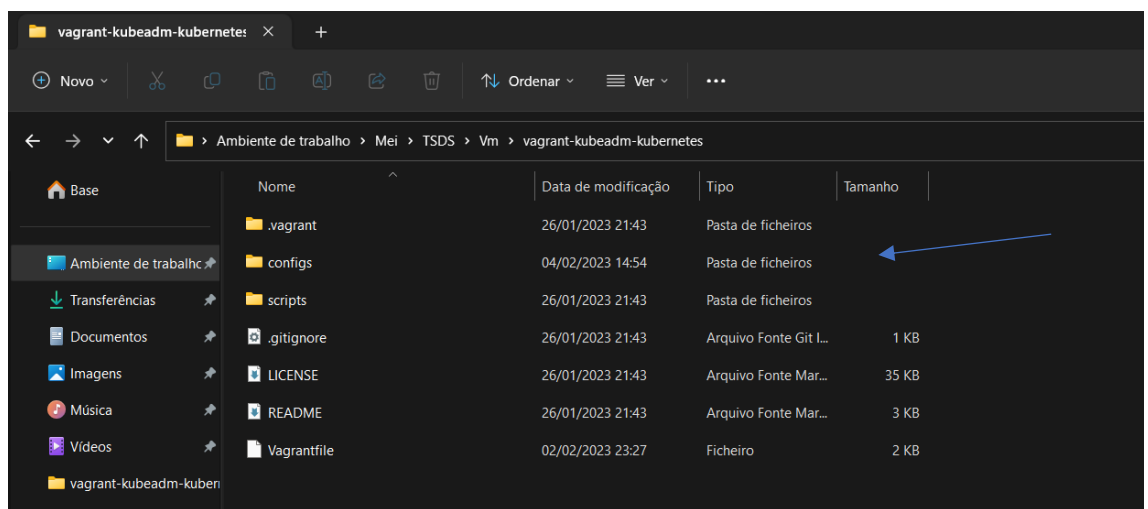 vagrant-kubeadm-kubernetes
Novo Ordenar Ver
Ambiente de trabalho > Mei > TSDS > Vm > vagrant-kubeadm-kubernetes
Base
Ambiente de trabalho
Transferências
Documentos
Imagens
Música
Vídeos
vagrant-kubeadm-kubern
Nome Data de modificação Tipo Tamanho
.vagrant 26/01/2023 21:43 Pasta de ficheiros
configs 04/02/2023 14:54 Pasta de ficheiros
scripts 26/01/2023 21:43 Pasta de ficheiros
.gitignore 26/01/2023 21:43 Arquivo Fonte Git I... 1 KB
LICENSE 26/01/2023 21:43 Arquivo Fonte Mar... 35 KB
README 26/01/2023 21:43 Arquivo Fonte Mar... 3 KB
Vagrantfile 02/02/2023 23:27 Ficheiro 2 KB